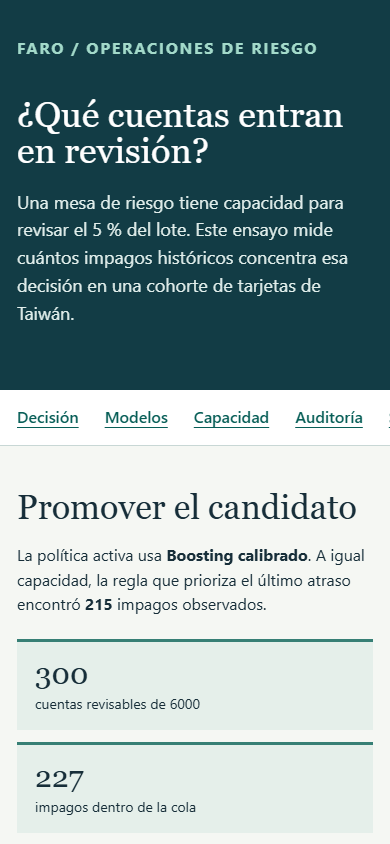 FARO / OPERACIONES DE RIESGO
¿Qué cuentas entran
en revisión?
Una mesa de riesgo tiene capacidad para
revisar el 5 % del lote. Este ensayo mide
cuántos impagos históricos concentra esa
decisión en una cohorte de tarjetas de
Taiwán.
Decisión Modelos Capacidad Auditoría
Promover el candidato
La política activa usa Boosting calibrado. A igual
capacidad, la regla que prioriza el último atraso
encontró 215 impagos observados.
300
cuentas revisables de 6000
227
impagos dentro de la cola